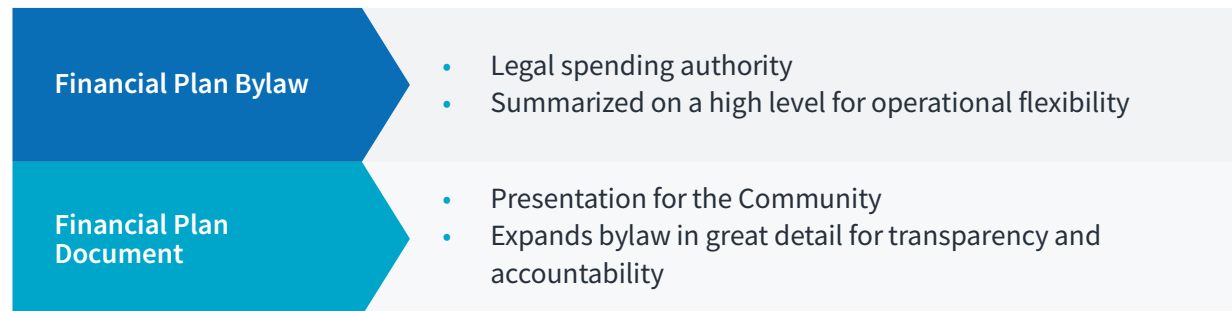 Financial Plan Bylaw
• Legal spending authority
• Summarized on a high level for operational flexibility
Financial Plan
Document
• Presentation for the Community
• Expands bylaw in great detail for transparency and
accountability